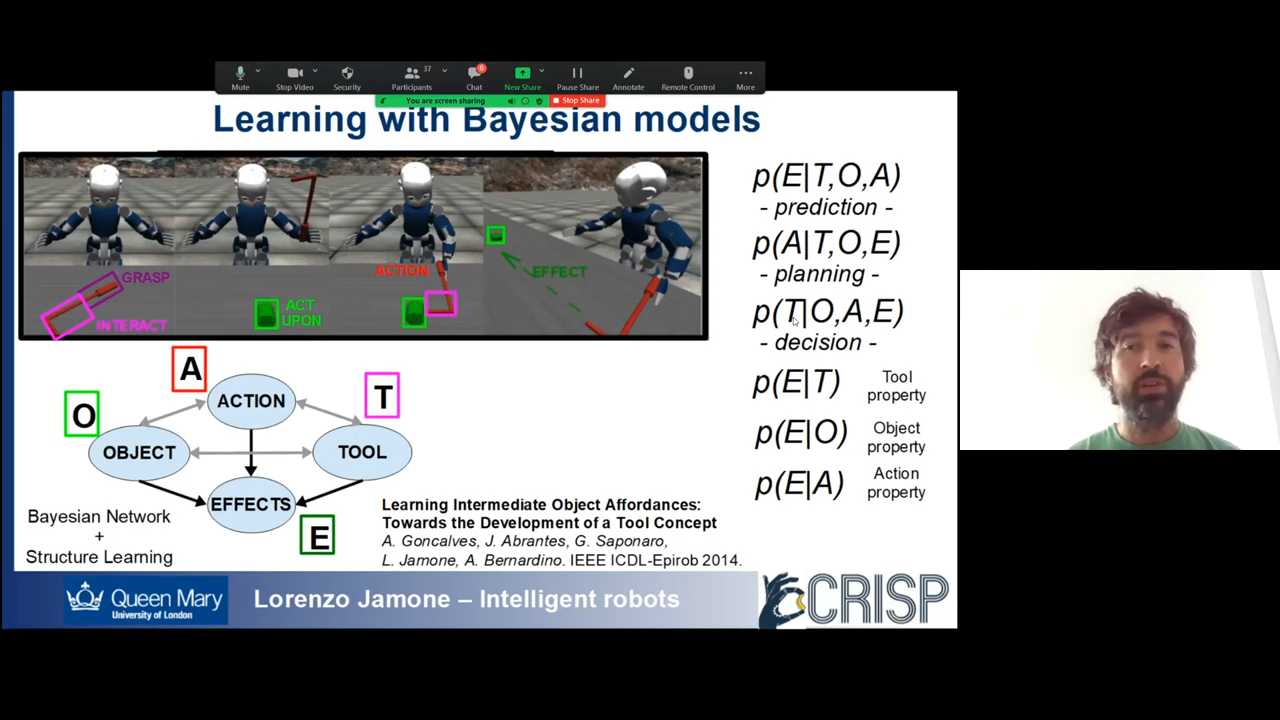 37
6
Mute
Stop Video
Security
Participants
Chat
New Share
Pause Share
Annotate
Remote Control
More
You are screen sharing
Stop Share
Learning with Bayesian models
GRASP
INTERACT
ACT
UPON
ACTION
EFFECT
p(E|T,O,A)
- prediction -
p(A|T,O,E)
- planning -
p(T|O,A,E)
- decision -
p(E|T)
Tool
property
p(E|O)
Object
property
p(E|A)
Action
property
A
ACTION
T
O
OBJECT
TOOL
EFFECTS
E
Bayesian Network
+
Structure Learning
Learning Intermediate Object Affordances:
Towards the Development of a Tool Concept
A. Goncalves, J. Abrantes, G. Saponaro,
L. Jamone, A. Bernardino. IEEE ICDL-Epirob 2014.
Queen Mary
University of London
Lorenzo Jamone – Intelligent robots
CRISP